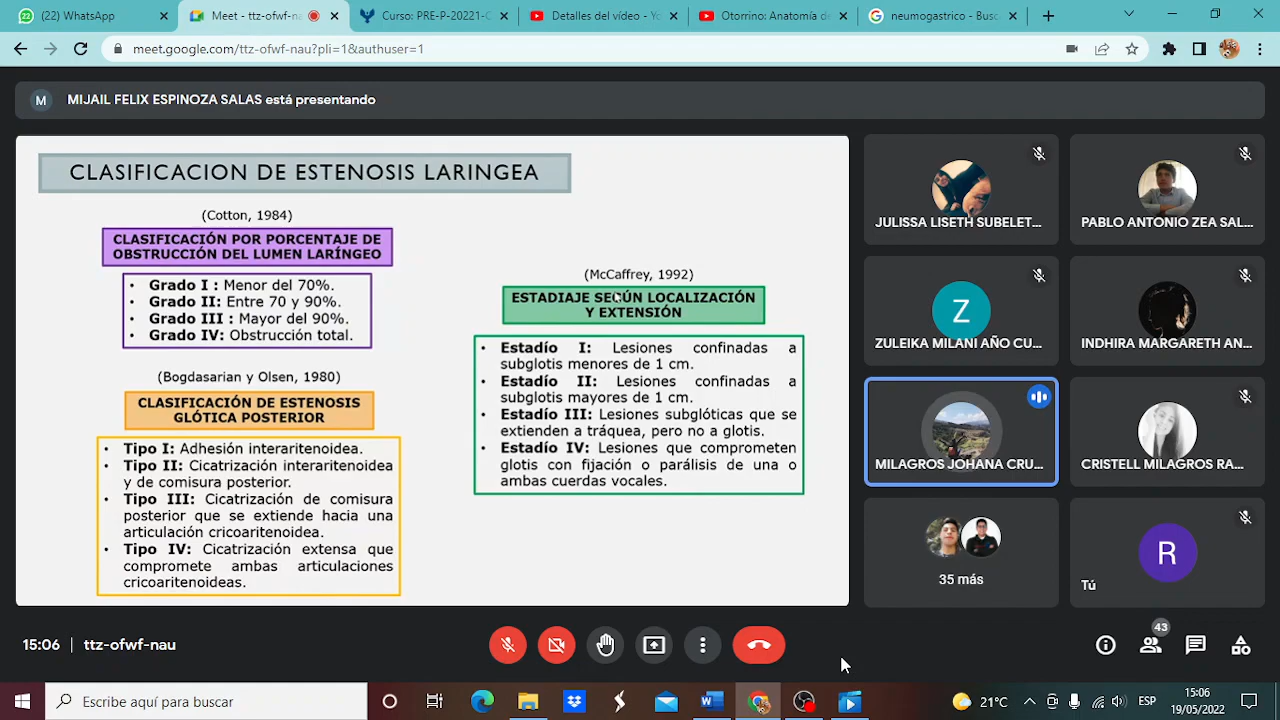 (22) WhatsApp
Meet - ttz-ofwf-na
Curso: PRE-P-20221-C
Detalles del vídeo - Yo
Otorrino: Anatomía de
neumogastrico - Busc
meet.google.com/ttz-ofwf-nau?pli=1&authuser=1
M
MIJAIL FELIX ESPINOZA SALAS está presentando
CLASIFICACION DE ESTENOSIS LARINGEA
(Cotton, 1984)
CLASIFICACIÓN POR PORCENTAJE DE
OBSTRUCCIÓN DEL LUMEN LARÍNGEO
• Grado I : Menor del 70%.
• Grado II: Entre 70 y 90%.
• Grado III : Mayor del 90%.
• Grado IV: Obstrucción total.
(Bogdasarian y Olsen, 1980)
CLASIFICACIÓN DE ESTENOSIS
GLÓTICA POSTERIOR
• Tipo I: Adhesión interaritenoidea.
• Tipo II: Cicatrización interaritenoidea
y de comisura posterior.
• Tipo III: Cicatrización de comisura
posterior que se extiende hacia una
articulación cricoaritenoidea.
• Tipo IV: Cicatrización extensa que
compromete ambas articulaciones
cricoaritenoideas.
(McCaffrey, 1992)
ESTADIAJE SEGÚN LOCALIZACIÓN
Y EXTENSIÓN
• Estadío I: Lesiones confinadas a
subglotis menores de 1 cm.
• Estadío II: Lesiones confinadas a
subglotis mayores de 1 cm.
• Estadío III: Lesiones subglóticas que se
extienden a tráquea, pero no a glotis.
• Estadío IV: Lesiones que comprometen
glotis con fijación o parálisis de una o
ambas cuerdas vocales.
JULISSA LISETH SUBELET...
PABLO ANTONIO ZEA SAL...
Z
ZULEIKA MILANI AÑO CU...
INDHIRA MARGARETH AN...
MILAGROS JOHANA CRU...
CRISTELL MILAGROS RA...
35 más
R
Tú
15:06 | ttz-ofwf-nau
43
Escribe aquí para buscar
21°C
ESP
15:06
19/05/2022